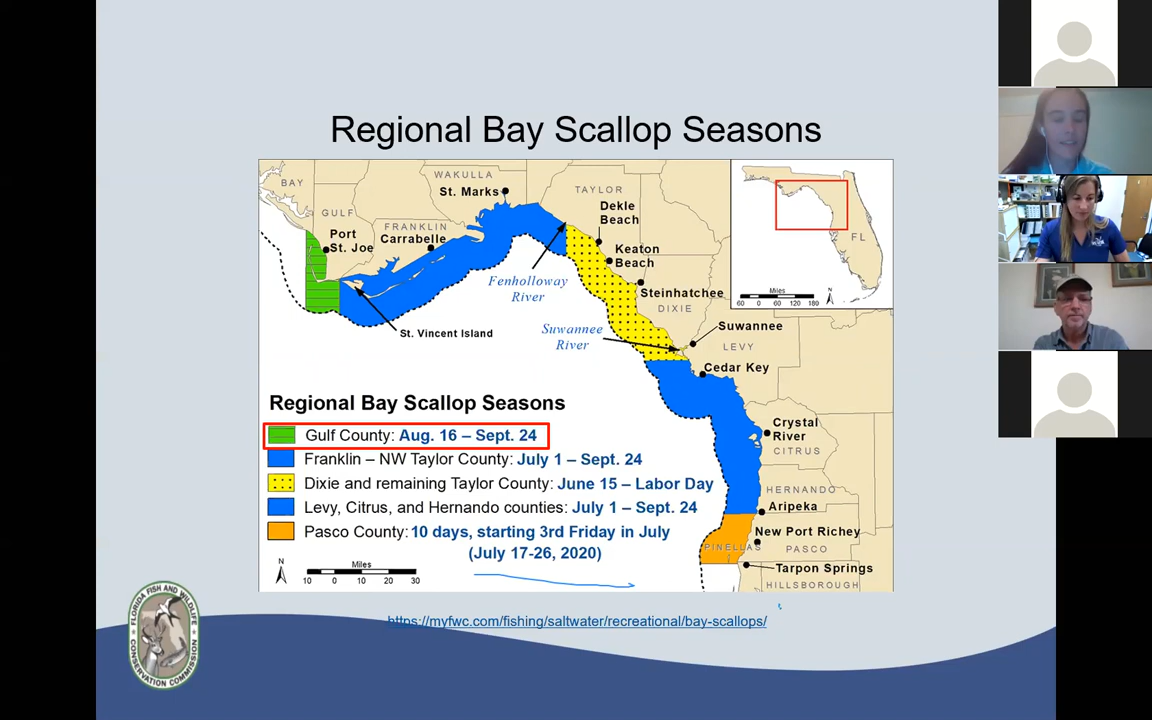 Regional Bay Scallop Seasons
BAY
GULF
WAKULLA
St. Marks
FRANKLIN
Port
St. Joe
Carrabelle
TAYLOR
Dekle
Beach
Keaton
Beach
Fenholloway
River
Steinhatchee
DIXIE
St. Vincent Island
Suwannee
River
Suwannee
LEVY
Cedar Key
FL
Miles
60 0 60 120 180
N
Crystal
River
CITRUS
HERNANDO
Aripeka
New Port Richey
PINELLAS
PASCO
Tarpon Springs
HILLSBOROUGH
Regional Bay Scallop Seasons
Gulf County: Aug. 16 – Sept. 24
Franklin – NW Taylor County: July 1 – Sept. 24
Dixie and remaining Taylor County: June 15 – Labor Day
Levy, Citrus, and Hernando counties: July 1 – Sept. 24
Pasco County: 10 days, starting 3rd Friday in July
(July 17-26, 2020)
N
Miles
10 0 10 20 30
https://myfwc.com/fishing/saltwater/recreational/bay-scallops/
FLORIDA FISH AND WILDLIFE
CONSERVATION COMMISSION